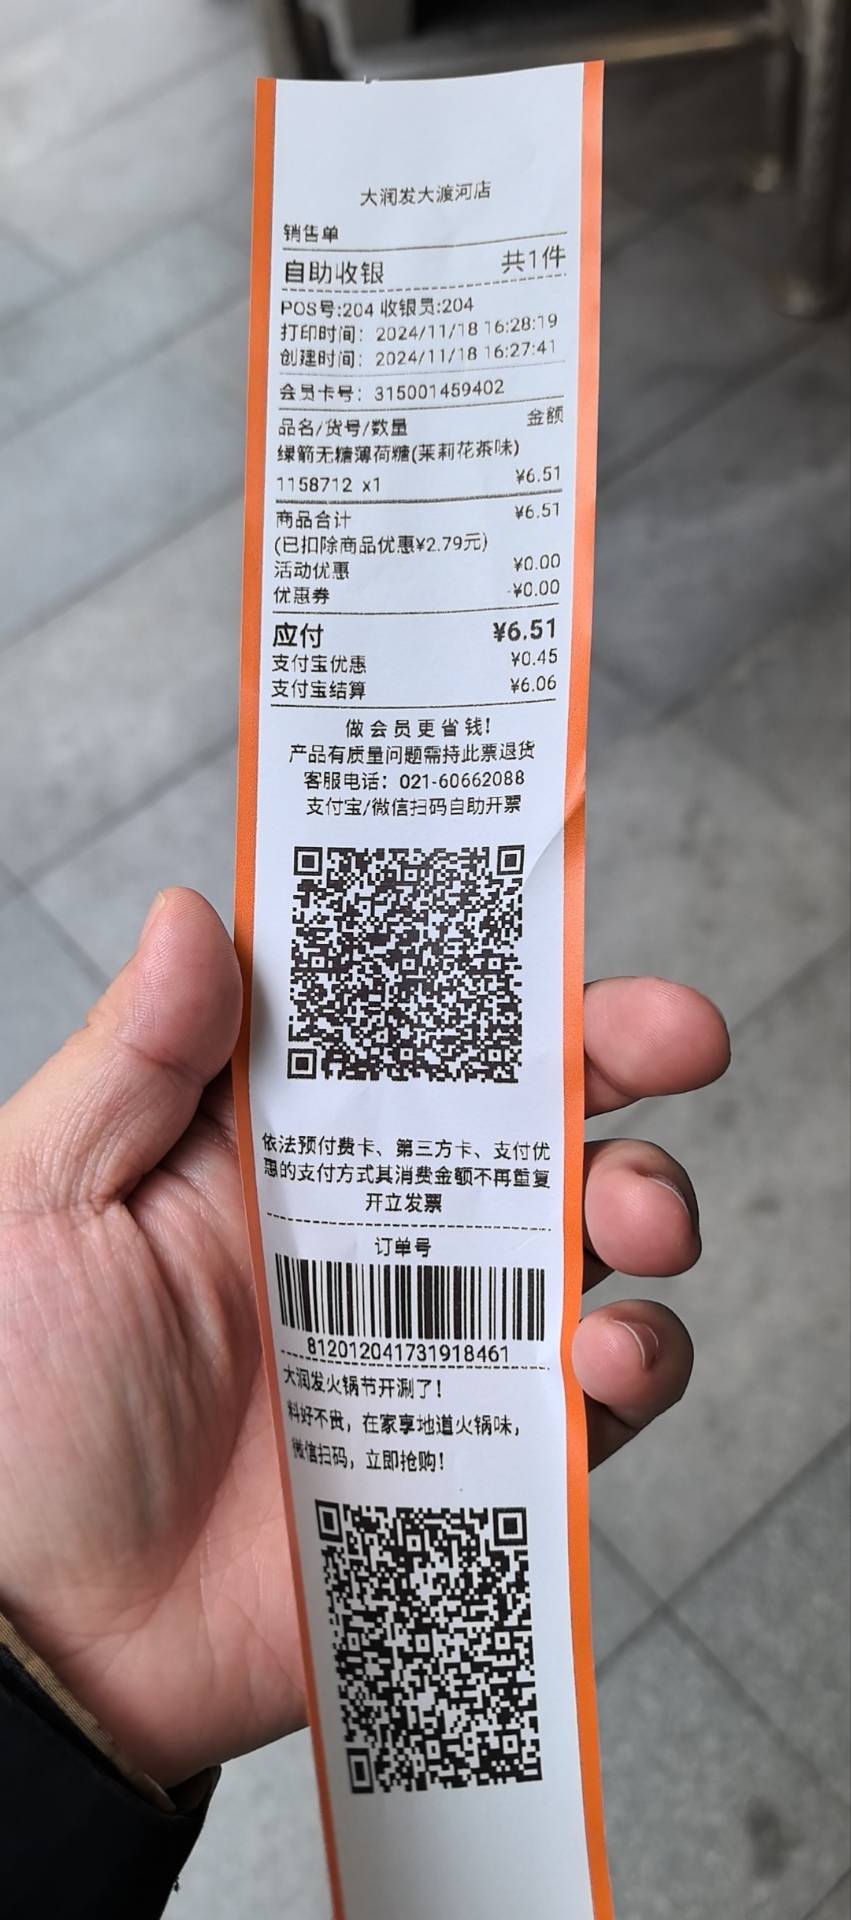 大润发大渡河店
销售单
自助收银 共1件
POS号:204 收银员:204
打印时间：2024/11/18 16:28:19
创建时间：2024/11/18 16:27:41
会员卡号：315001459402
品名/货号/数量 金额
绿箭无糖薄荷糖(茉莉花茶味)
1158712 x1 ¥6.51
商品合计 ¥6.51
(已扣除商品优惠¥2.79元)
活动优惠 ¥0.00
优惠券 -¥0.00
应付 ¥6.51
支付宝优惠 ¥0.45
支付宝结算 ¥6.06
做会员更省钱!
产品有质量问题需持此票退货
客服电话：021-60662088
支付宝/微信扫码自助开票
依法预付费卡、第三方卡、支付优
惠的支付方式其消费金额不再重复
开立发票
订单号
812012041731918461
大润发火锅节开涮了!
料好不贵，在家享地道火锅味，
微信扫码，立即抢购!